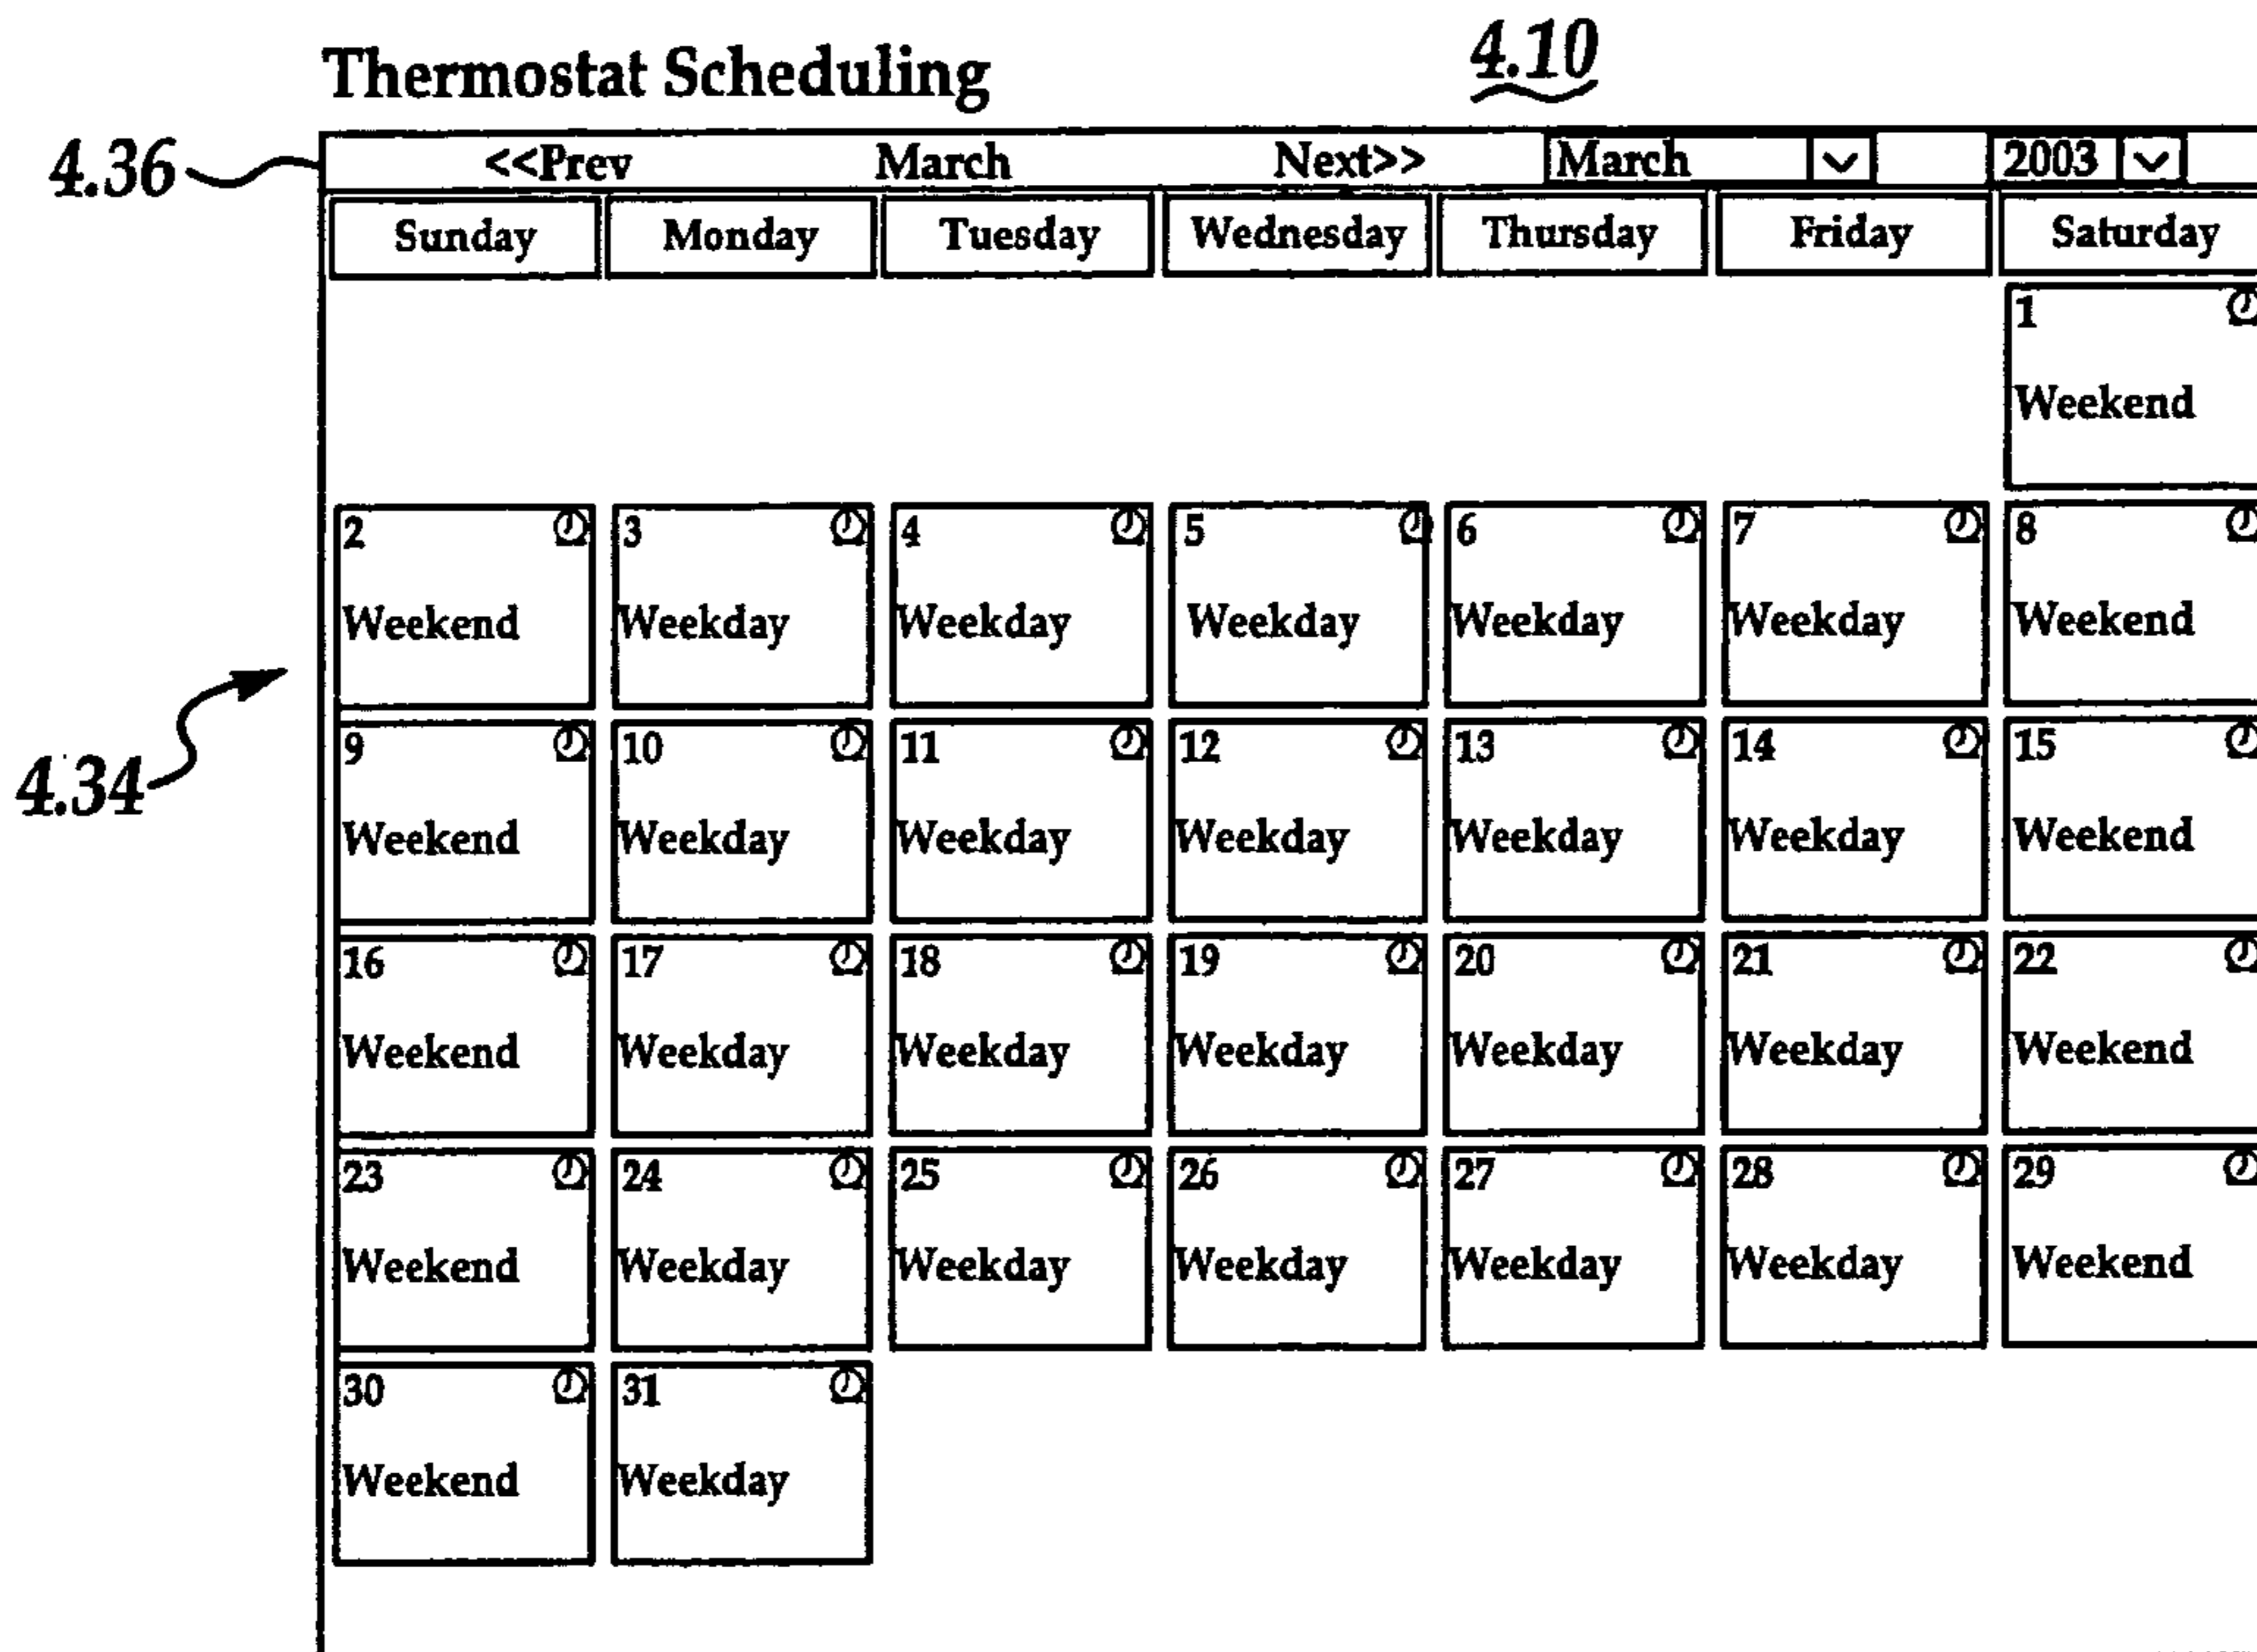 Thermostat Scheduling 4.10
4.36
<<Prev March Next>> March 2003
Sunday Monday Tuesday Wednesday Thursday Friday Saturday
1
Weekend
2 3 4 5 6 7 8
Weekend Weekday Weekday Weekday Weekday Weekday Weekend
4.34
9 10 11 12 13 14 15
Weekend Weekday Weekday Weekday Weekday Weekday Weekend
16 17 18 19 20 21 22
Weekend Weekday Weekday Weekday Weekday Weekday Weekend
23 24 25 26 27 28 29
Weekend Weekday Weekday Weekday Weekday Weekday Weekend
30 31
Weekend Weekday